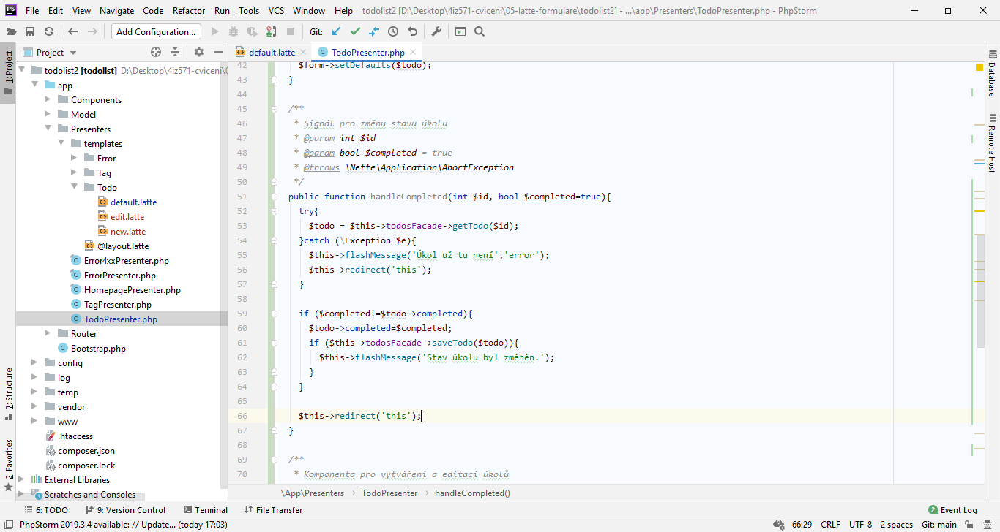 PS File Edit View Navigate Code Refactor Run Tools VCS Window Help todolist2 [D:\Desktop\4iz571-cviceni\05-latte-formulare\todolist2] - ...\app\Presenters\TodoPresenter.php - PhpStorm
Add Configuration... Git:
Project default.latte TodoPresenter.php
1: Project
7: Structure
2: Favorites
todolist2 [todolist] D:\Desktop\4iz571-cviceni\
app
Components
Model
Presenters
templates
Error
Tag
Todo
default.latte
edit.latte
new.latte
@layout.latte
Error4xxPresenter.php
ErrorPresenter.php
HomepagePresenter.php
TagPresenter.php
TodoPresenter.php
Router
Bootstrap.php
config
log
temp
vendor
www
.htaccess
composer.json
composer.lock
External Libraries
Scratches and Consoles
42 $form->setDefaults($todo);
43 }
44
45 /**
46 * Signál pro změnu stavu úkolu
47 * @param int $id
48 * @param bool $completed = true
49 * @throws \Nette\Application\AbortException
50 */
51 public function handleCompleted(int $id, bool $completed=true){
52 try{
53 $todo = $this->todosFacade->getTodo($id);
54 }catch (\Exception $e){
55 $this->flashMessage('Úkol už tu není','error');
56 $this->redirect('this');
57 }
58
59 if ($completed!=$todo->completed){
60 $todo->completed=$completed;
61 if ($this->todosFacade->saveTodo($todo)){
62 $this->flashMessage('Stav úkolu byl změněn.');
63 }
64 }
65
66 $this->redirect('this');
67 }
68
69 /**
70 * Komponenta pro vytváření a editaci úkolů
Database
Remote Host
\App\Presenters TodoPresenter handleCompleted()
6: TODO 9: Version Control Terminal File Transfer 2 Event Log
PhpStorm 2019.3.4 available: // Update... (today 17:03) 66:29 CRLF UTF-8 2 spaces Git: main